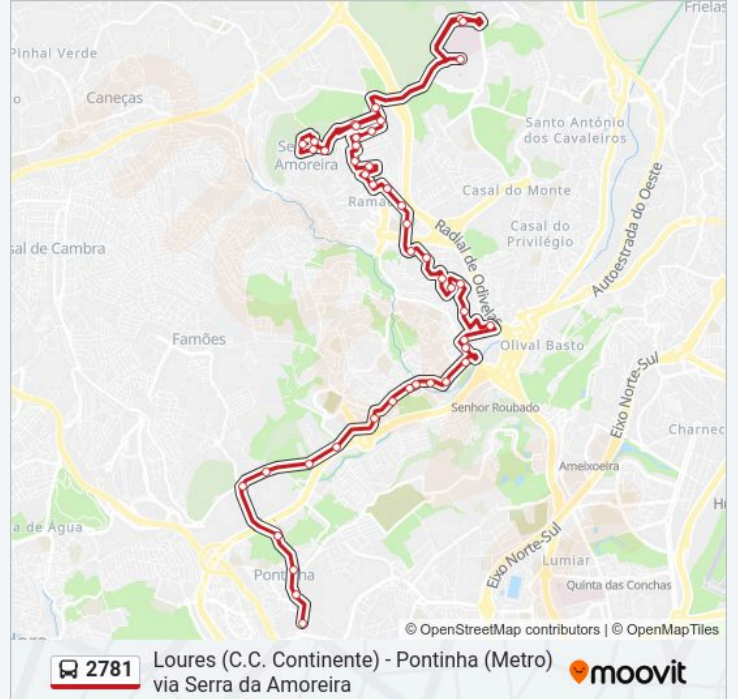 Frielas
Pinhal Verde
Caneças
Santo António
dos Cavaleiros
Amoreira
Casal do Monte
Casal do
Privilégio
Radial de Odivelas
Autoestrada do Oeste
sal de Cambra
Famões
Olival Basto
Eixo Norte-Sul
Senhor Roubado
Charnec
Ameixoeira
a de Água
Eixo Norte-Sul
Lumiar
Pontinha
Quinta das Conchas
© OpenStreetMap contributors | © OpenMapTiles
2781
Loures (C.C. Continente) - Pontinha (Metro)
via Serra da Amoreira
moovit